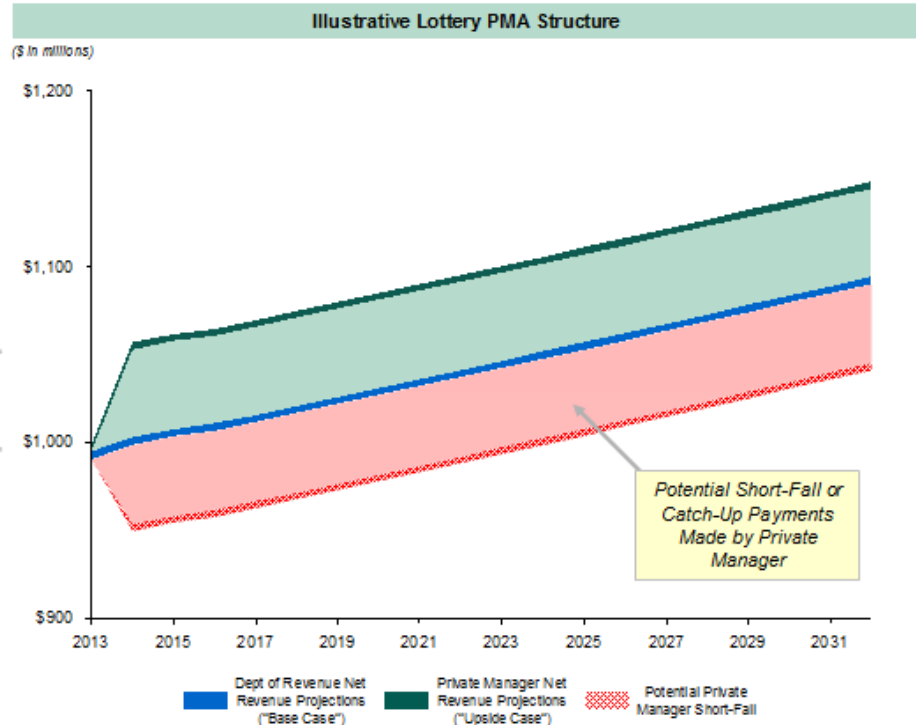 Illustrative Lottery PMA Structure
($ in millions)
$1,200
$1,100
$1,000
$900
2013 2015 2017 2019 2021 2023 2025 2027 2029 2031
Potential Short-Fall or
Catch-Up Payments
Made by Private
Manager
Dept of Revenue Net
Revenue Projections
("Base Case")
Private Manager Net
Revenue Projections
("Upside Case")
Potential Private
Manager Short-Fall